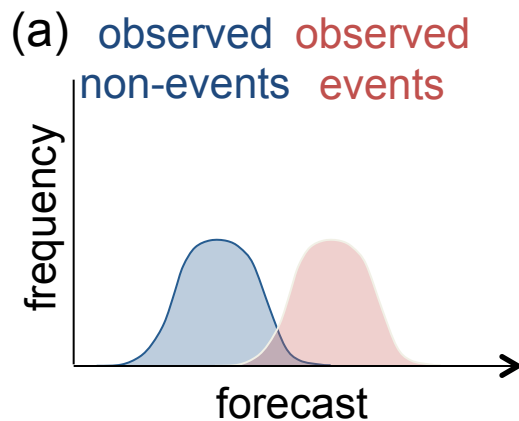 (a) observed observed
non-events events
frequency
forecast